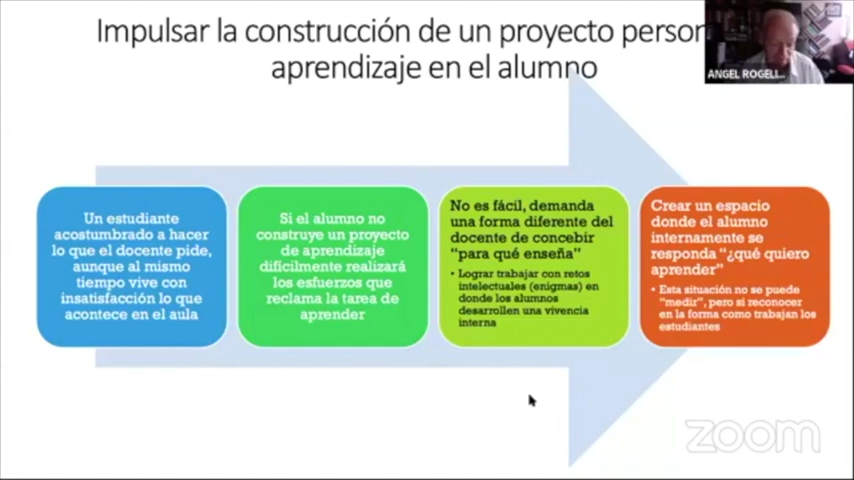 Impulsar la construcción de un proyecto person
aprendizaje en el alumno
ANGEL ROGELI...
Un estudiante
acostumbrado a hacer
lo que el docente pide,
aunque al mismo
tiempo vive con
insatisfacción lo que
acontece en el aula
Si el alumno no
construye un proyecto
de aprendizaje
difícilmente realizará
los esfuerzos que
reclama la tarea de
aprender
No es fácil, demanda
una forma diferente del
docente de concebir
"para qué enseña"
• Lograr trabajar con retos
intelectuales (enigmas) en
donde los alumnos
desarrollen una vivencia
interna
Crear un espacio
donde el alumno
internamente se
responda "¿qué quiero
aprender"
• Esta situación no se puede
"medir", pero si reconocer
en la forma como trabajan los
estudiantes
zoom